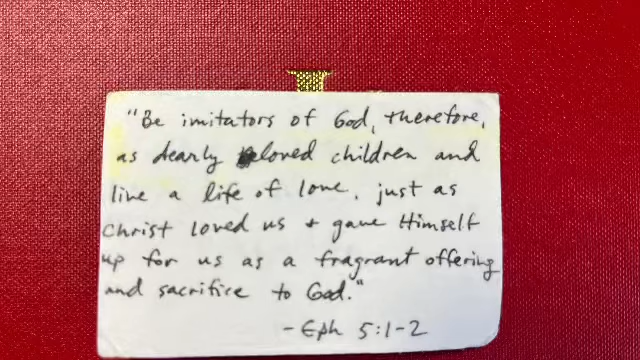 "Be imitators of God, therefore,
as dearly loved children and
live a life of love, just as
Christ loved us + gave Himself
up for us as a fragrant offering
and sacrifice to God."
- Eph 5:1-2